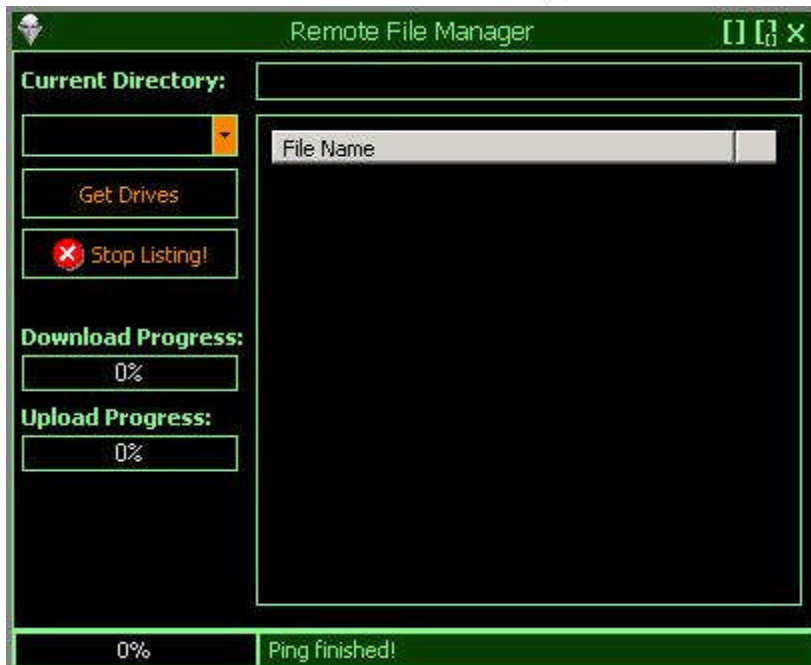 Remote File Manager
Current Directory:
File Name
Get Drives
Stop Listing!
Download Progress:
0%
Upload Progress:
0%
0% Ping finished!